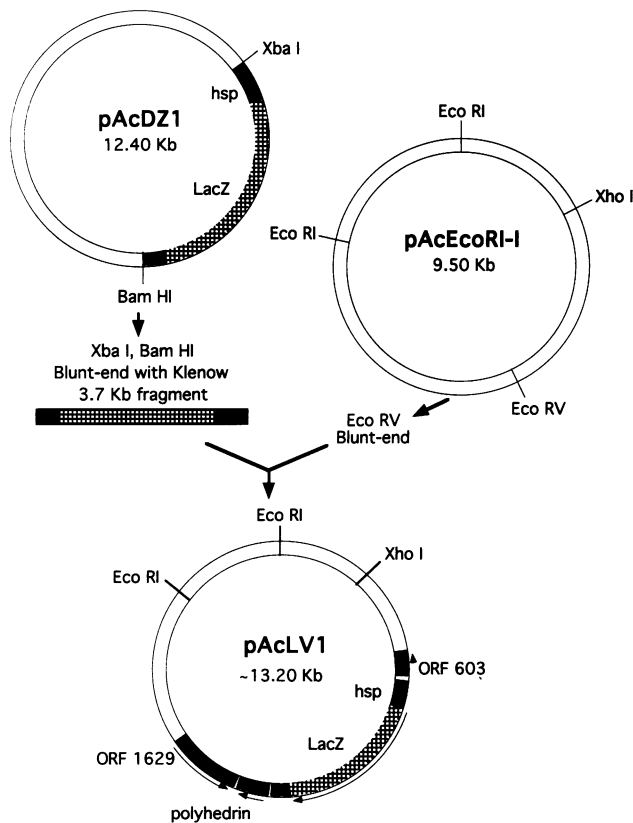 Xba I
hsp
pAcDZ1
12.40 Kb
LacZ
Bam HI
Xba I, Bam HI
Blunt-end with Klenow
3.7 Kb fragment
Eco RI
Xho I
Eco RI
pAcEcoRI-I
9.50 Kb
Eco RV
Eco RV
Blunt-end
Eco RI
Xho I
Eco RI
pAcLV1
~13.20 Kb
ORF 603
hsp
LacZ
ORF 1629
polyhedrin